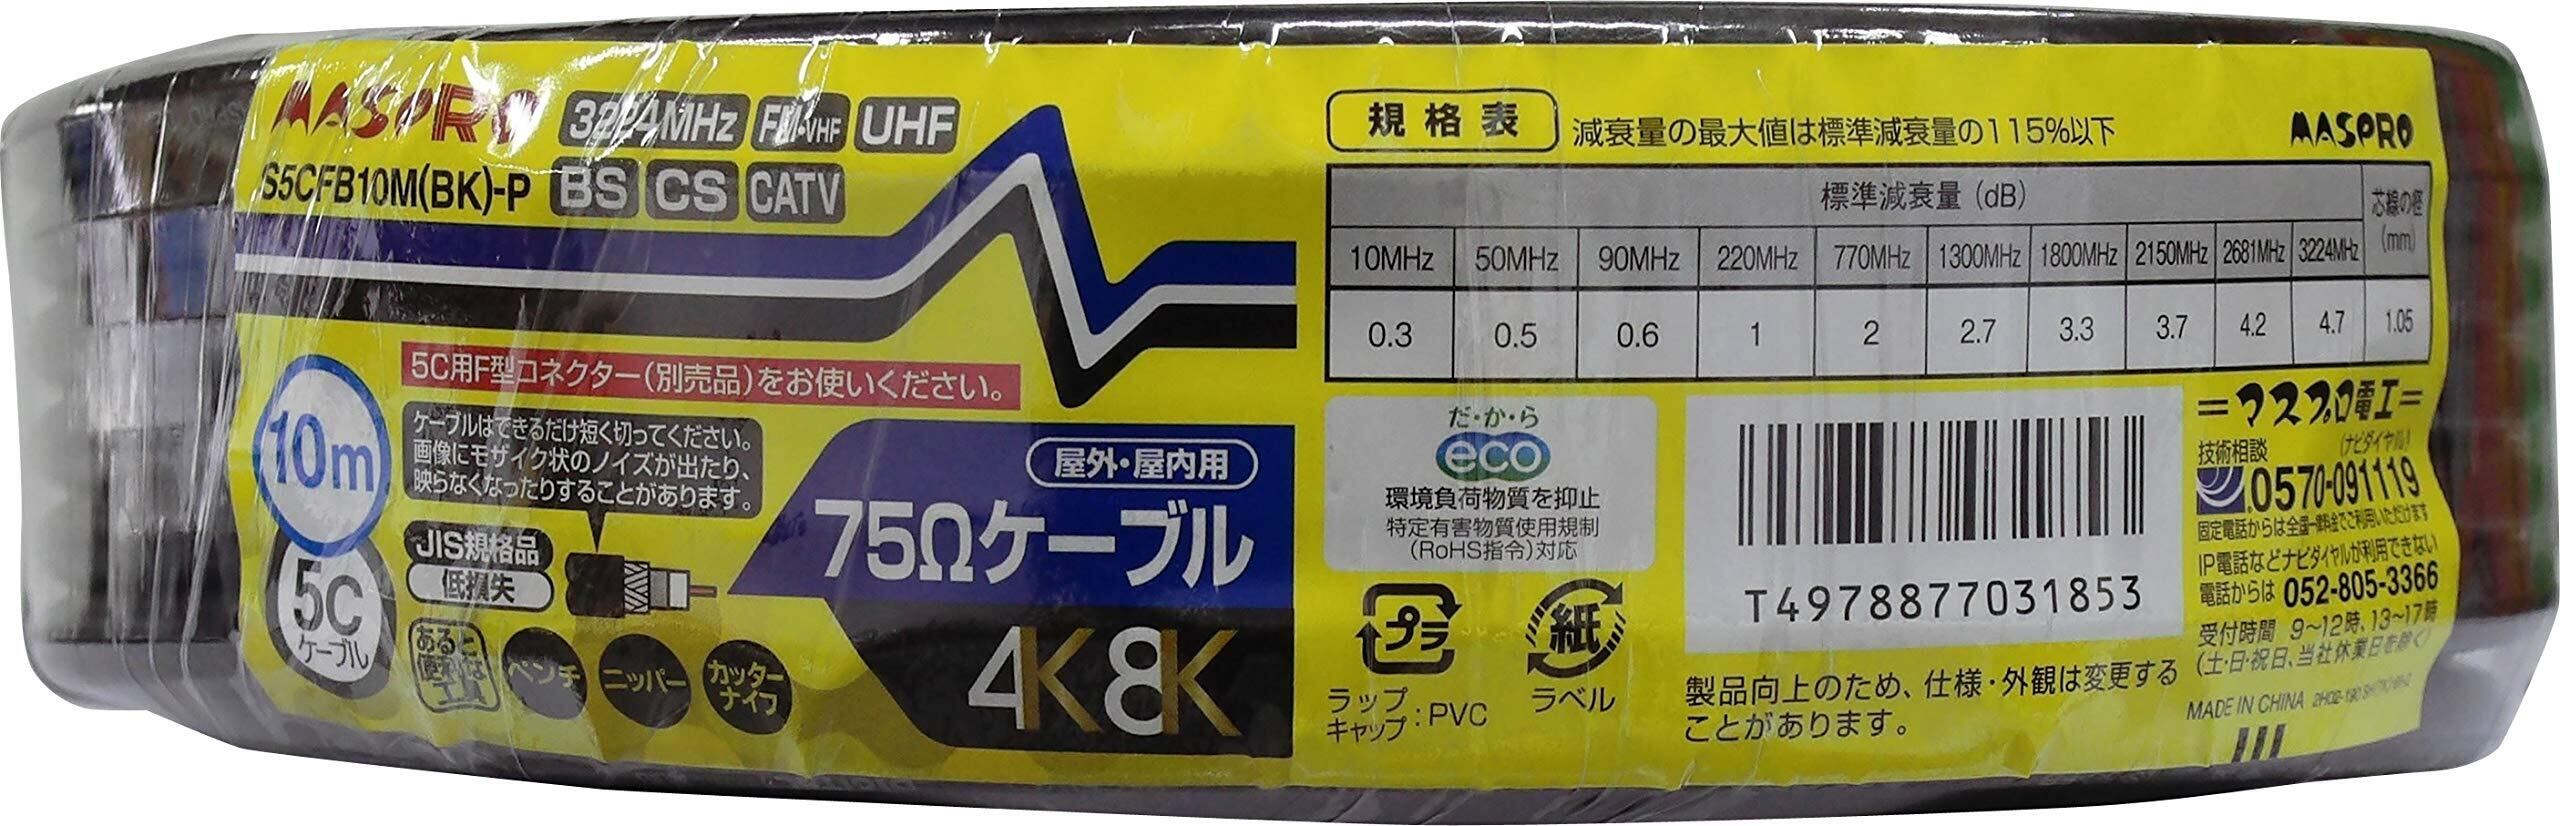 MASPRO 3224MHz FM・VHF UHF
S5CFB10M(BK)-P BS CS CATV
5C用F型コネクター(別売品)をお使いください。
10m
ケーブルはできるだけ短く切ってください。
画像にモザイク状のノイズが出たり、
映らなくなったりすることがあります。
屋外・屋内用
75Ωケーブル
4K8K
JIS規格品
低損失
5C
ケーブル
あると
便利な
工具
ペンチ
ニッパー
カッター
ナイフ
規格表 減衰量の最大値は標準減衰量の115%以下 MASPRO
標準減衰量(dB) 芯線の径
(mm)
10MHz 50MHz 90MHz 220MHz 770MHz 1300MHz 1800MHz 2150MHz 2681MHz 3224MHz
0.3 0.5 0.6 1 2 2.7 3.3 3.7 4.2 4.7 1.05
だ・か・ら
eco
環境負荷物質を抑止
特定有害物質使用規制
(RoHS指令)対応
プラ
ラップ
キャップ:PVC
紙
ラベル
T4978877031853
製品向上のため、仕様・外観は変更する
ことがあります。
=マスプロ電工=
技術相談 (ナビダイヤル)
0570-091119
固定電話からは全国一律料金でご利用いただけます
IP電話などナビダイヤルが利用できない
電話からは 052-805-3366
受付時間 9〜12時、13〜17時
(土・日・祝日、当社休業日を除く)
MADE IN CHINA